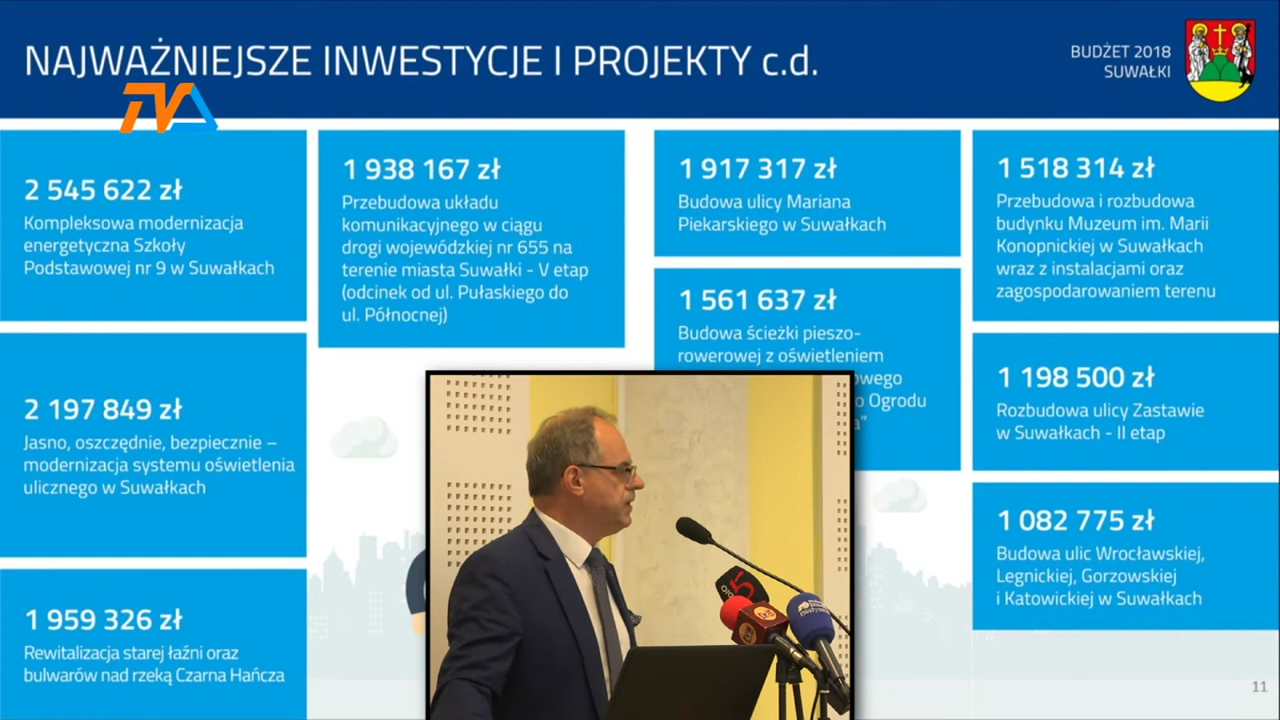 NAJWAŻNIEJSZE INWESTYCJE I PROJEKTY c.d.
BUDŻET 2018
SUWAŁKI
TVA
2 545 622 zł
Kompleksowa modernizacja
energetyczna Szkoły
Podstawowej nr 9 w Suwałkach
2 197 849 zł
Jasno, oszczędnie, bezpiecznie –
modernizacja systemu oświetlenia
ulicznego w Suwałkach
1 959 326 zł
Rewitalizacja starej łaźni oraz
bulwarów nad rzeką Czarna Hańcza
1 938 167 zł
Przebudowa układu
komunikacyjnego w ciągu
drogi wojewódzkiej nr 655 na
terenie miasta Suwałki - V etap
(odcinek od ul. Pułaskiego do
ul. Północnej)
1 917 317 zł
Budowa ulicy Mariana
Piekarskiego w Suwałkach
1 561 637 zł
Budowa ścieżki pieszo-
rowerowej z oświetleniem
owego
o Ogrodu
a”
1 518 314 zł
Przebudowa i rozbudowa
budynku Muzeum im. Marii
Konopnickiej w Suwałkach
wraz z instalacjami oraz
zagospodarowaniem terenu
1 198 500 zł
Rozbudowa ulicy Zastawie
w Suwałkach - II etap
1 082 775 zł
Budowa ulic Wrocławskiej,
Legnickiej, Gorzowskiej
i Katowickiej w Suwałkach
11